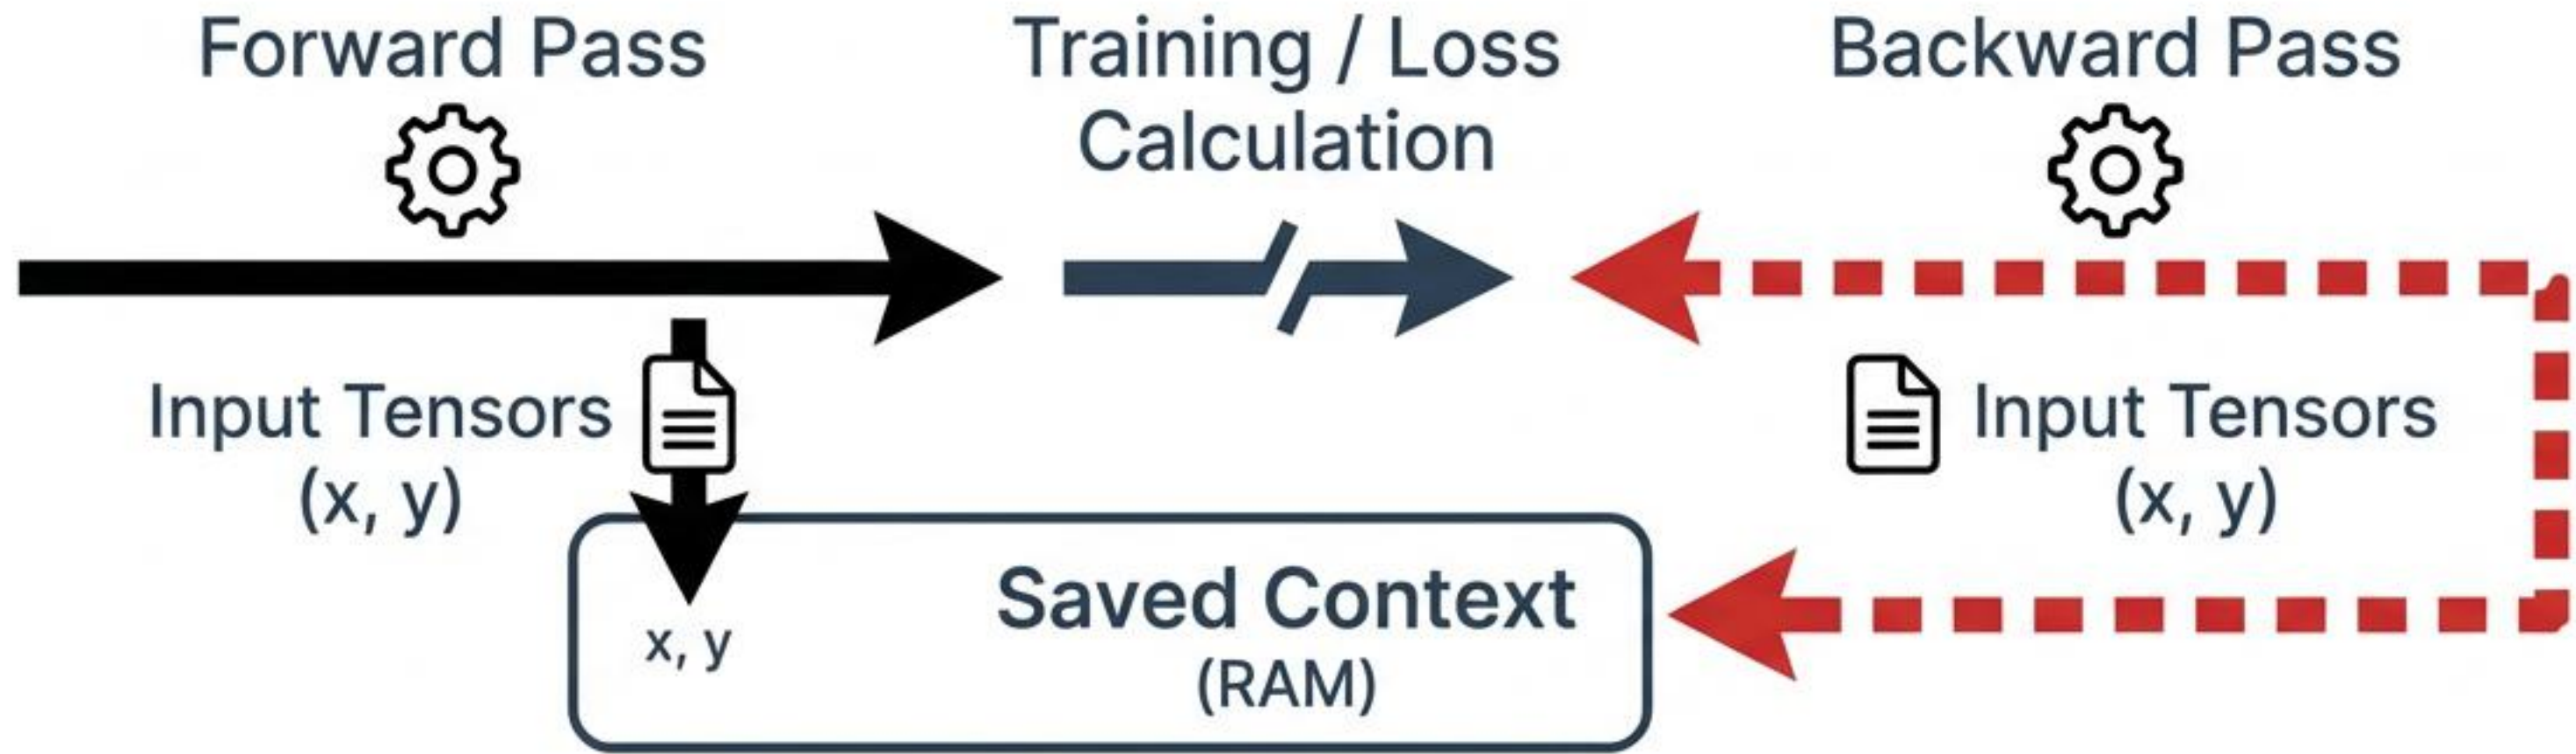 Forward Pass
Training / Loss
Calculation
Backward Pass
Input Tensors
(x, y)
Input Tensors
(x, y)
x, y
Saved Context
(RAM)